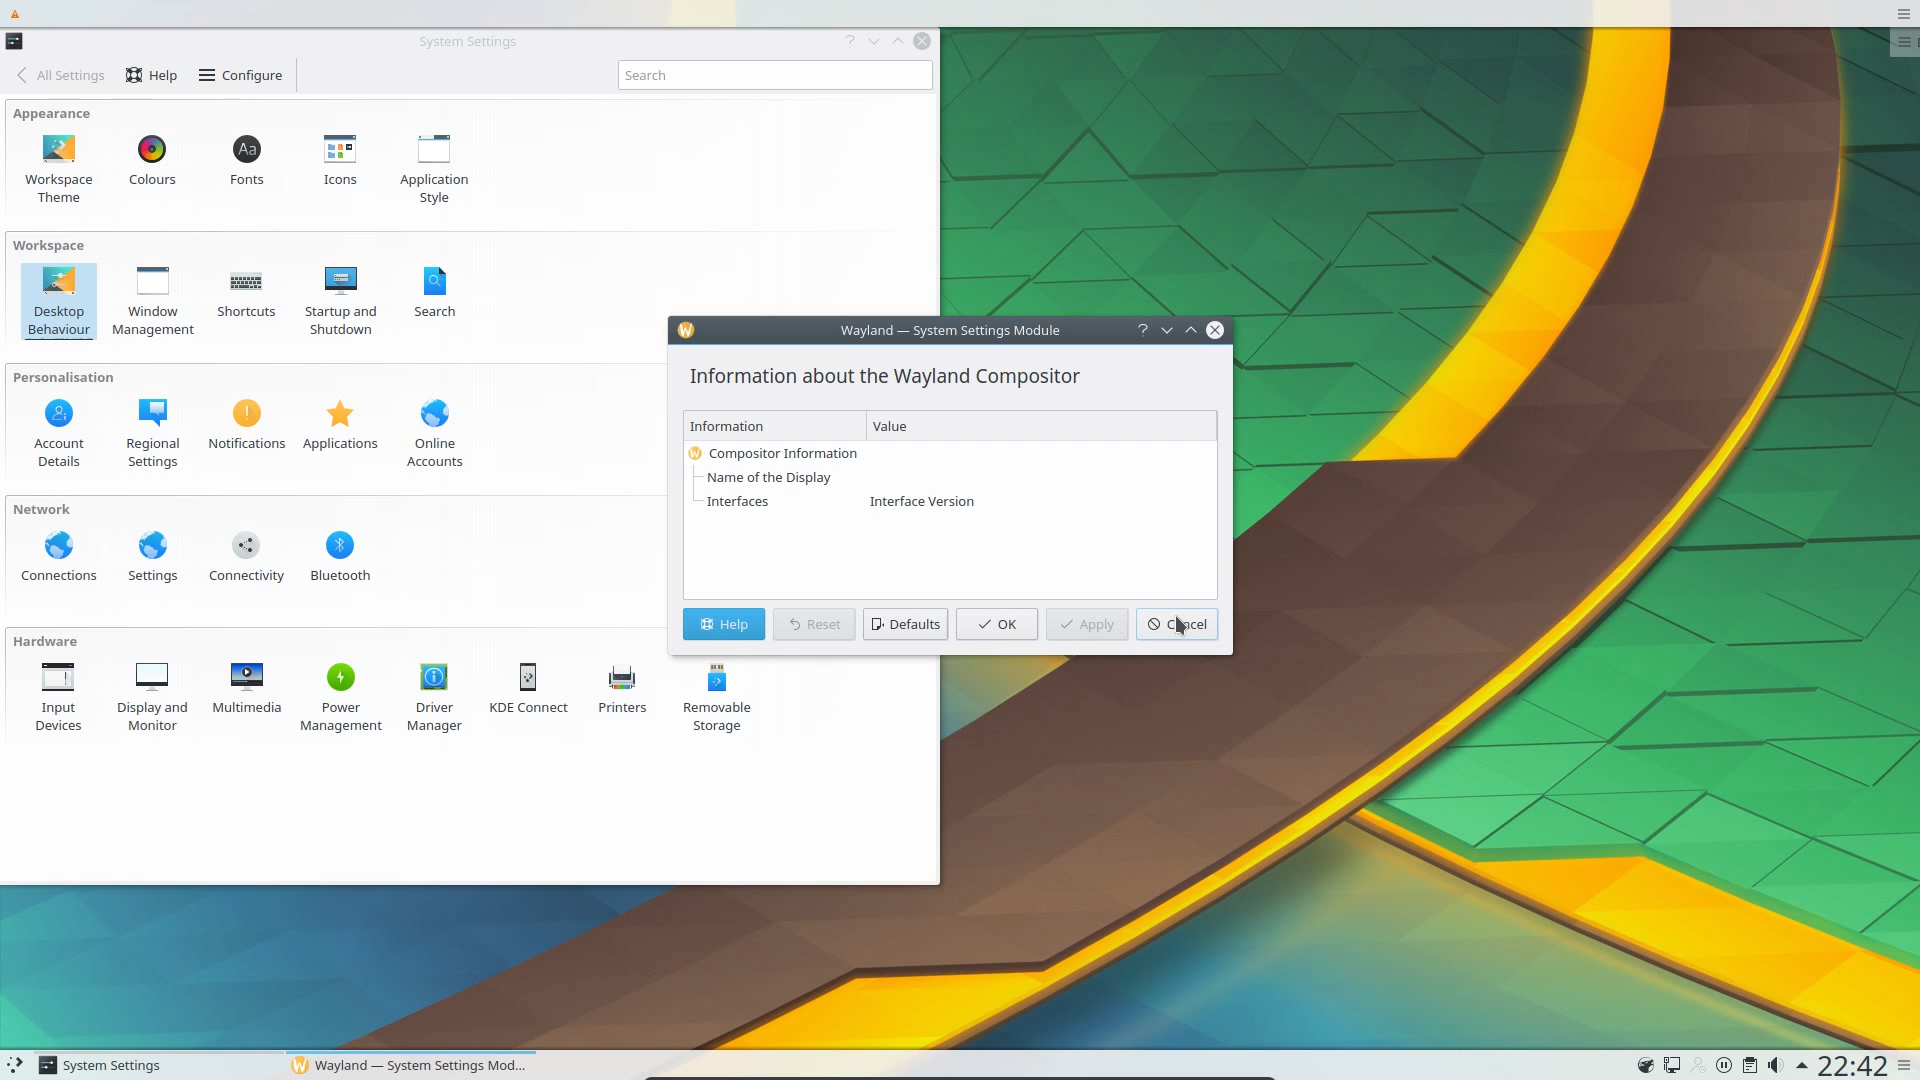 System Settings
All Settings
Help
Configure
Search
Appearance
Workspace
Theme
Colours
Aa
Fonts
Icons
Application
Style
Workspace
Desktop
Behaviour
Window
Management
Shortcuts
Startup and
Shutdown
Search
Personalisation
Account
Details
Regional
Settings
Notifications
Applications
Online
Accounts
Network
Connections
Settings
Connectivity
Bluetooth
Hardware
Input
Devices
Display and
Monitor
Multimedia
Power
Management
Driver
Manager
KDE Connect
Printers
Removable
Storage
W
Wayland — System Settings Module
Information about the Wayland Compositor
Information
Value
W
Compositor Information
Name of the Display
Interfaces
Interface Version
Help
Reset
Defaults
OK
Apply
Cancel
System Settings
W
Wayland — System Settings Mod...
22:42